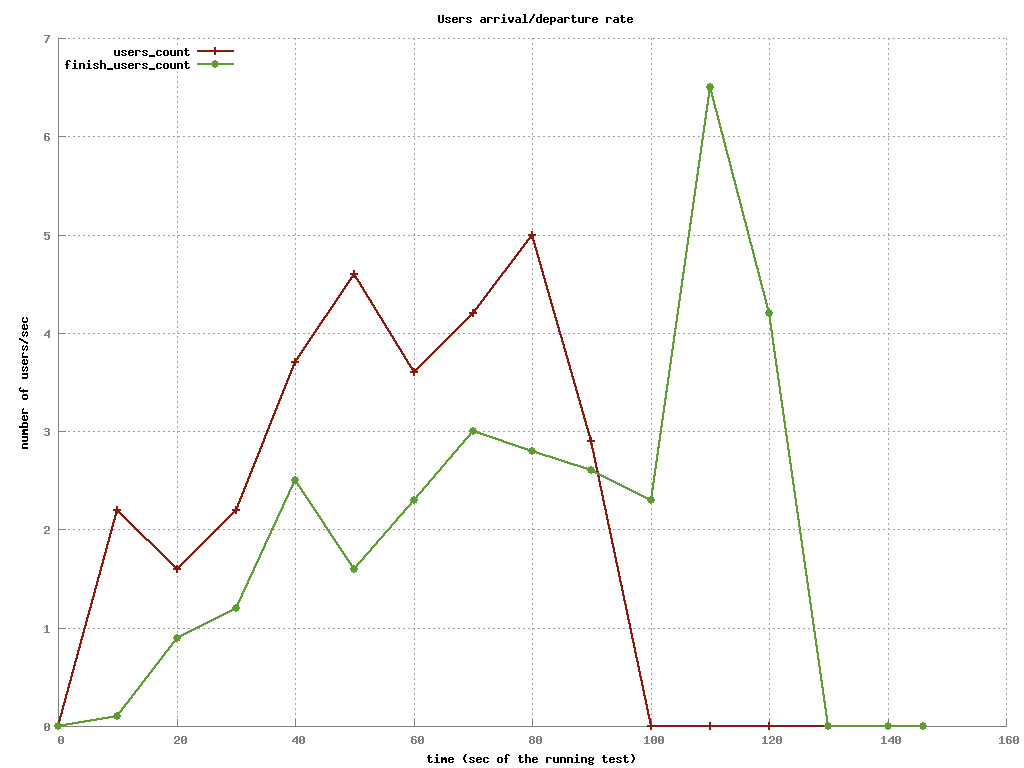 Users arrival/departure rate
users_count
finish_users_count
number of users/sec
7
6
5
4
3
2
1
0
0 20 40 60 80 100 120 140 160
time (sec of the running test)